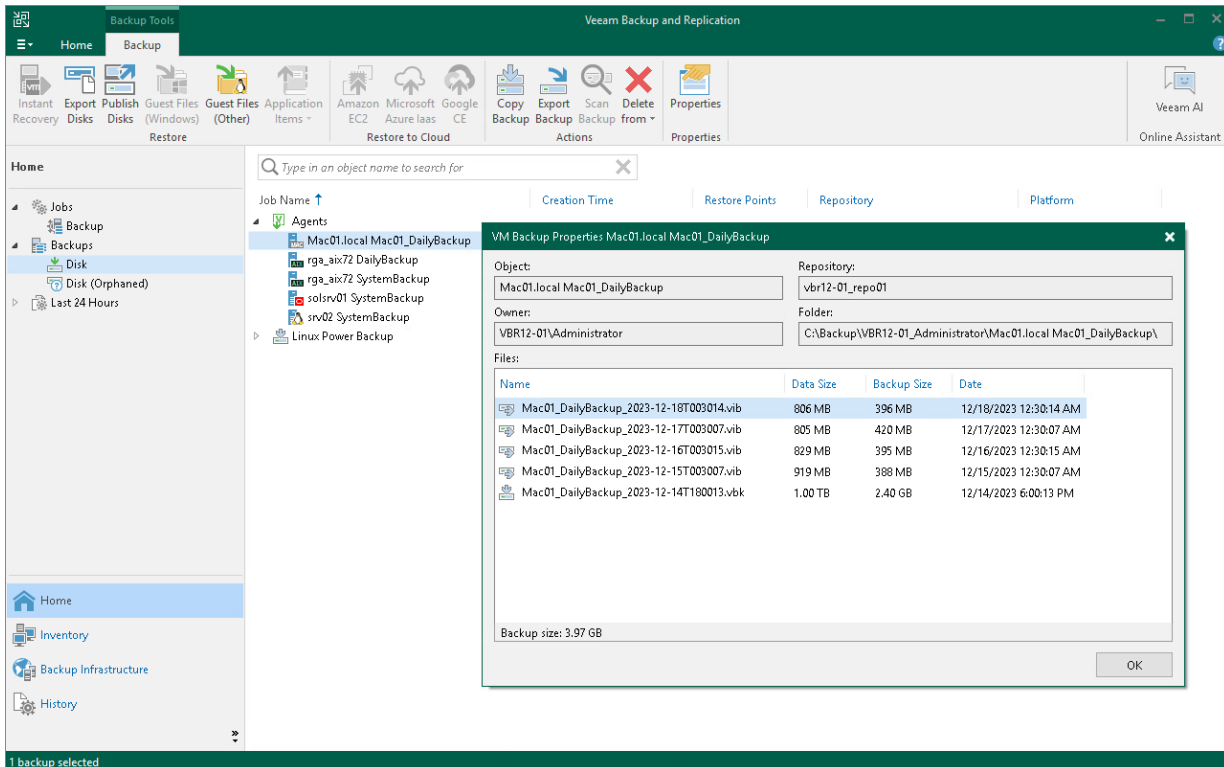 Backup Tools
Veeam Backup and Replication
Home
Backup
Instant Recovery
Export Disks
Publish Disks
Guest Files (Windows)
Guest Files (Other)
Application Items
Restore
Amazon EC2
Microsoft Azure Iaas
Google CE
Restore to Cloud
Copy Backup
Export Backup
Scan Backup
Delete from
Actions
Properties
Properties
Veeam AI
Online Assistant
Home
Jobs
Backup
Backups
Disk
Disk (Orphaned)
Last 24 Hours
Type in an object name to search for
Job Name Creation Time Restore Points Repository Platform
Agents
Mac01.local Mac01_DailyBackup
rga_aix72 DailyBackup
rga_aix72 SystemBackup
solsrv01 SystemBackup
srv02 SystemBackup
Linux Power Backup
VM Backup Properties Mac01.local Mac01_DailyBackup
Object:
Mac01.local Mac01_DailyBackup
Repository:
vbr12-01_repo01
Owner:
VBR12-01\Administrator
Folder:
C:\Backup\VBR12-01_Administrator\Mac01.local Mac01_DailyBackup\
Files:
Name Data Size Backup Size Date
Mac01_DailyBackup_2023-12-18T003014.vib 806 MB 396 MB 12/18/2023 12:30:14 AM
Mac01_DailyBackup_2023-12-17T003007.vib 805 MB 420 MB 12/17/2023 12:30:07 AM
Mac01_DailyBackup_2023-12-16T003015.vib 829 MB 395 MB 12/16/2023 12:30:15 AM
Mac01_DailyBackup_2023-12-15T003007.vib 919 MB 388 MB 12/15/2023 12:30:07 AM
Mac01_DailyBackup_2023-12-14T180013.vbk 1.00 TB 2.40 GB 12/14/2023 6:00:13 PM
Backup size: 3.97 GB
OK
Home
Inventory
Backup Infrastructure
History
1 backup selected